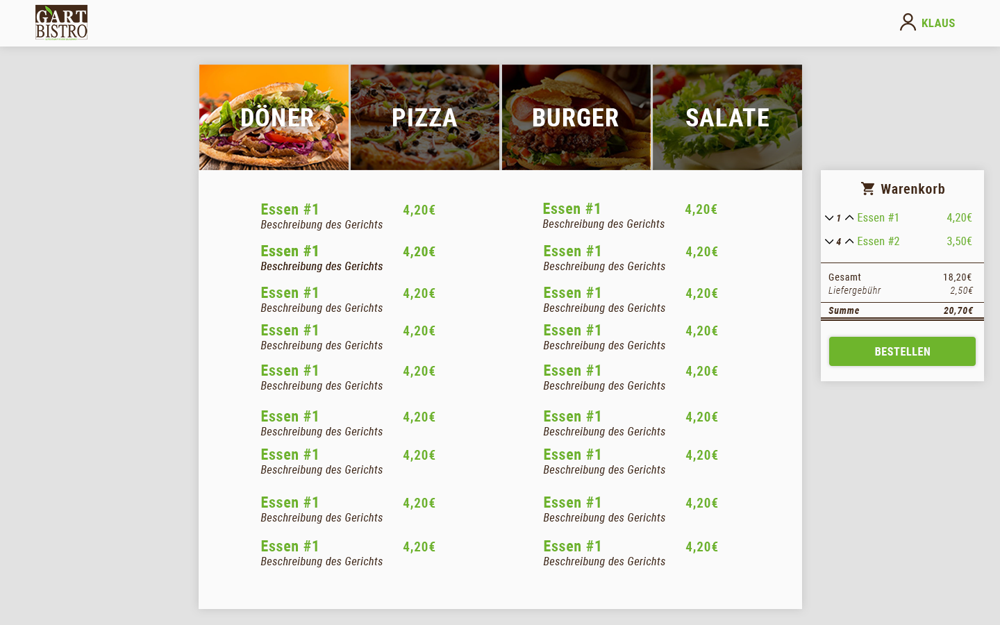 GART
BISTRO
KLAUS
DÖNER
PIZZA
BURGER
SALATE
Essen #1 4,20€
Beschreibung des Gerichts
Essen #1 4,20€
Beschreibung des Gerichts
Essen #1 4,20€
Beschreibung des Gerichts
Essen #1 4,20€
Beschreibung des Gerichts
Essen #1 4,20€
Beschreibung des Gerichts
Essen #1 4,20€
Beschreibung des Gerichts
Essen #1 4,20€
Beschreibung des Gerichts
Essen #1 4,20€
Beschreibung des Gerichts
Essen #1 4,20€
Beschreibung des Gerichts
Essen #1 4,20€
Beschreibung des Gerichts
Essen #1 4,20€
Beschreibung des Gerichts
Essen #1 4,20€
Beschreibung des Gerichts
Essen #1 4,20€
Beschreibung des Gerichts
Essen #1 4,20€
Beschreibung des Gerichts
Essen #1 4,20€
Beschreibung des Gerichts
Essen #1 4,20€
Beschreibung des Gerichts
Essen #1 4,20€
Beschreibung des Gerichts
Essen #1 4,20€
Beschreibung des Gerichts
Warenkorb
1 Essen #1 4,20€
4 Essen #2 3,50€
Gesamt 18,20€
Liefergebühr 2,50€
Summe 20,70€
BESTELLEN